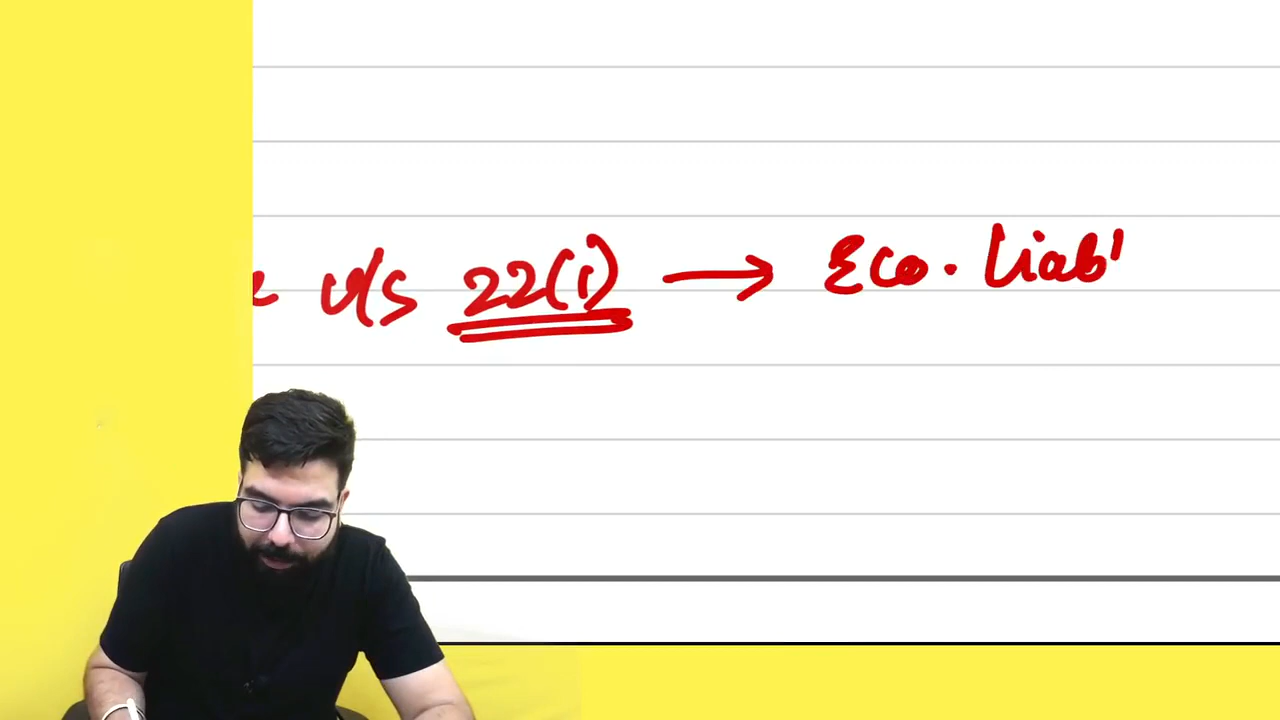 u/s 22(1) → Eco. Liab'